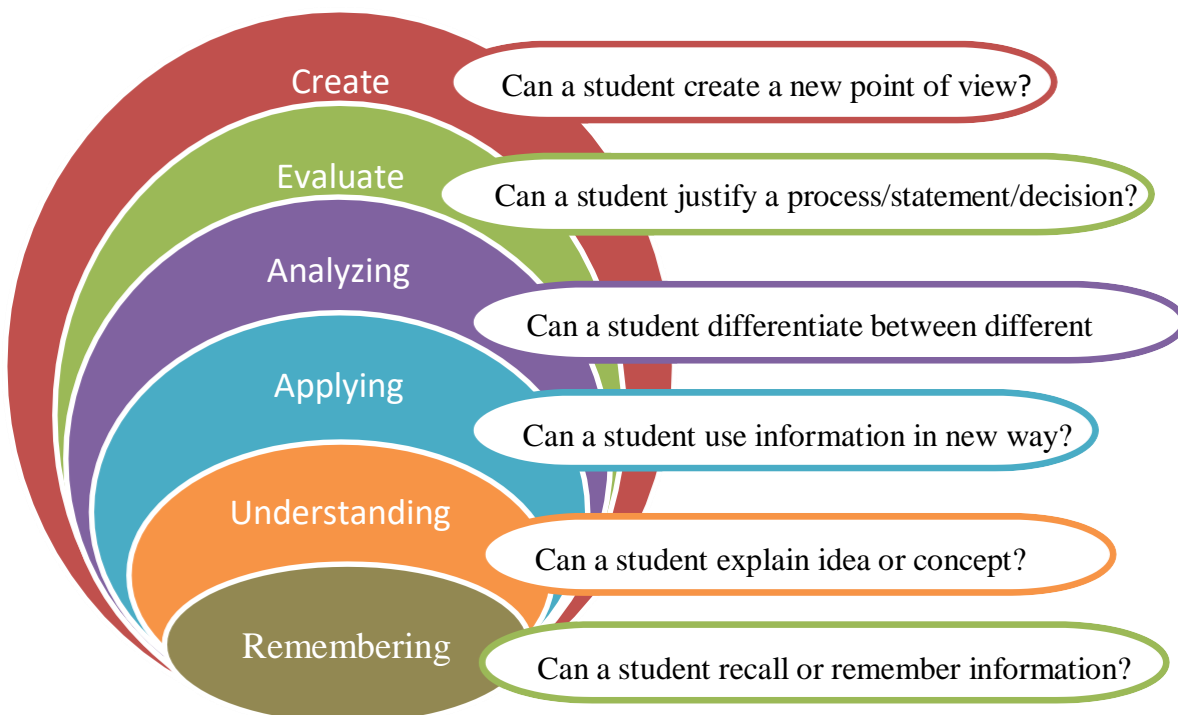 Create
Can a student create a new point of view?
Evaluate
Can a student justify a process/statement/decision?
Analyzing
Can a student differentiate between different
Applying
Can a student use information in new way?
Understanding
Can a student explain idea or concept?
Remembering
Can a student recall or remember information?